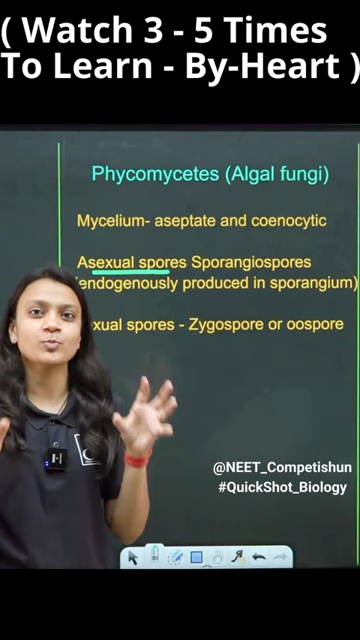 ( Watch 3 - 5 Times
To Learn - By-Heart )
Phycomycetes (Algal fungi)
Mycelium- aseptate and coenocytic
Asexual spores Sporangiospores
endogenously produced in sporangium)
exual spores - Zygospore or oospore
@NEET_Competishun
#QuickShot_Biology